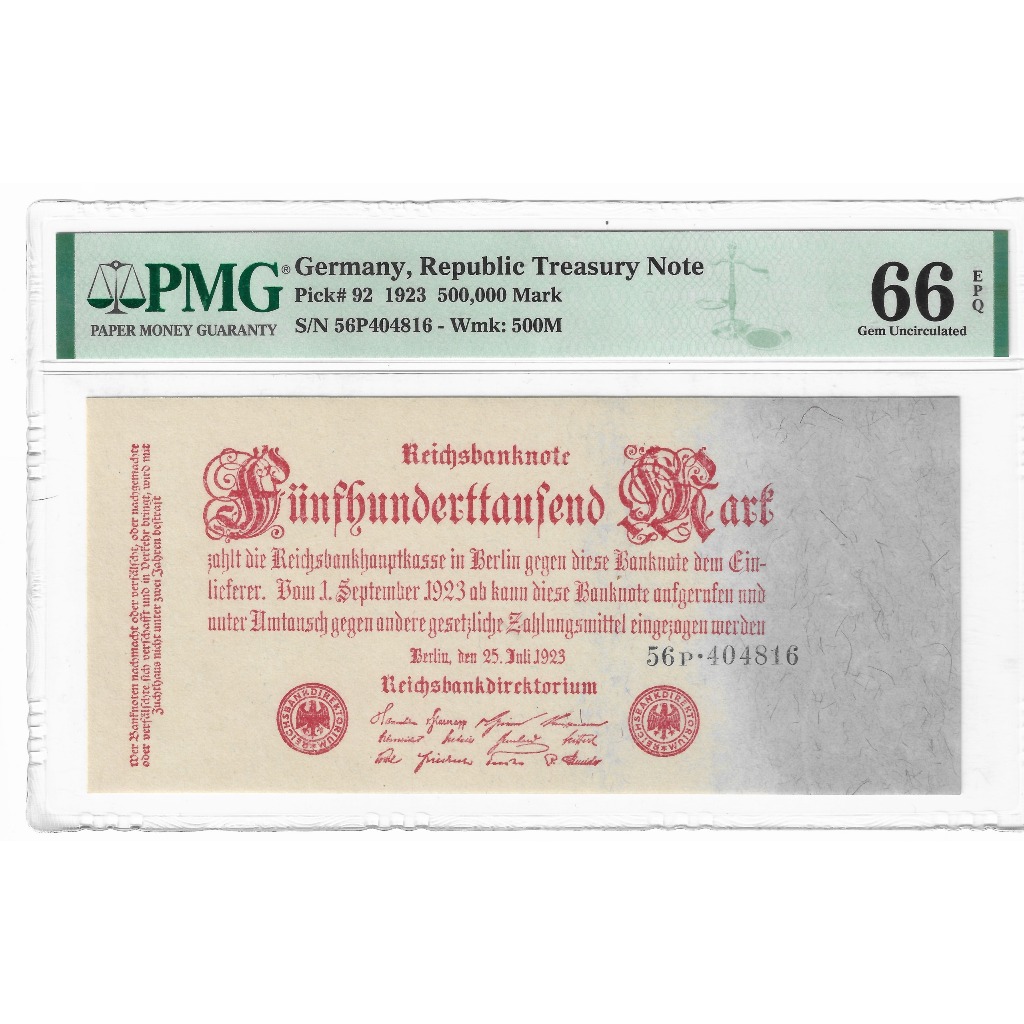 PMG®
PAPER MONEY GUARANTY
Germany, Republic Treasury Note
Pick# 92 1923 500,000 Mark
S/N 56P404816 - Wmk: 500M
66 EPQ
Gem Uncirculated
Wer Banknoten nachmacht oder verfälscht, oder nachgemachte
oder verfälschte sich verschafft und in Verkehr bringt, wird mit
Zuchthaus nicht unter zwei Jahren bestraft
Reichsbanknote
Fünfhunderttausend Mark
zahlt die Reichsbankhauptkasse in Berlin gegen diese Banknote dem Ein-
lieferer. Vom 1. September 1923 ab kann diese Banknote aufgerufen und
unter Umtausch gegen andere gesetzliche Zahlungsmittel eingezogen werden
Berlin, den 25. Juli 1923
56P·404816
Reichsbankdirektorium
REICHSBANKDIREKTORIUM
REICHSBANKDIREKTORIUM